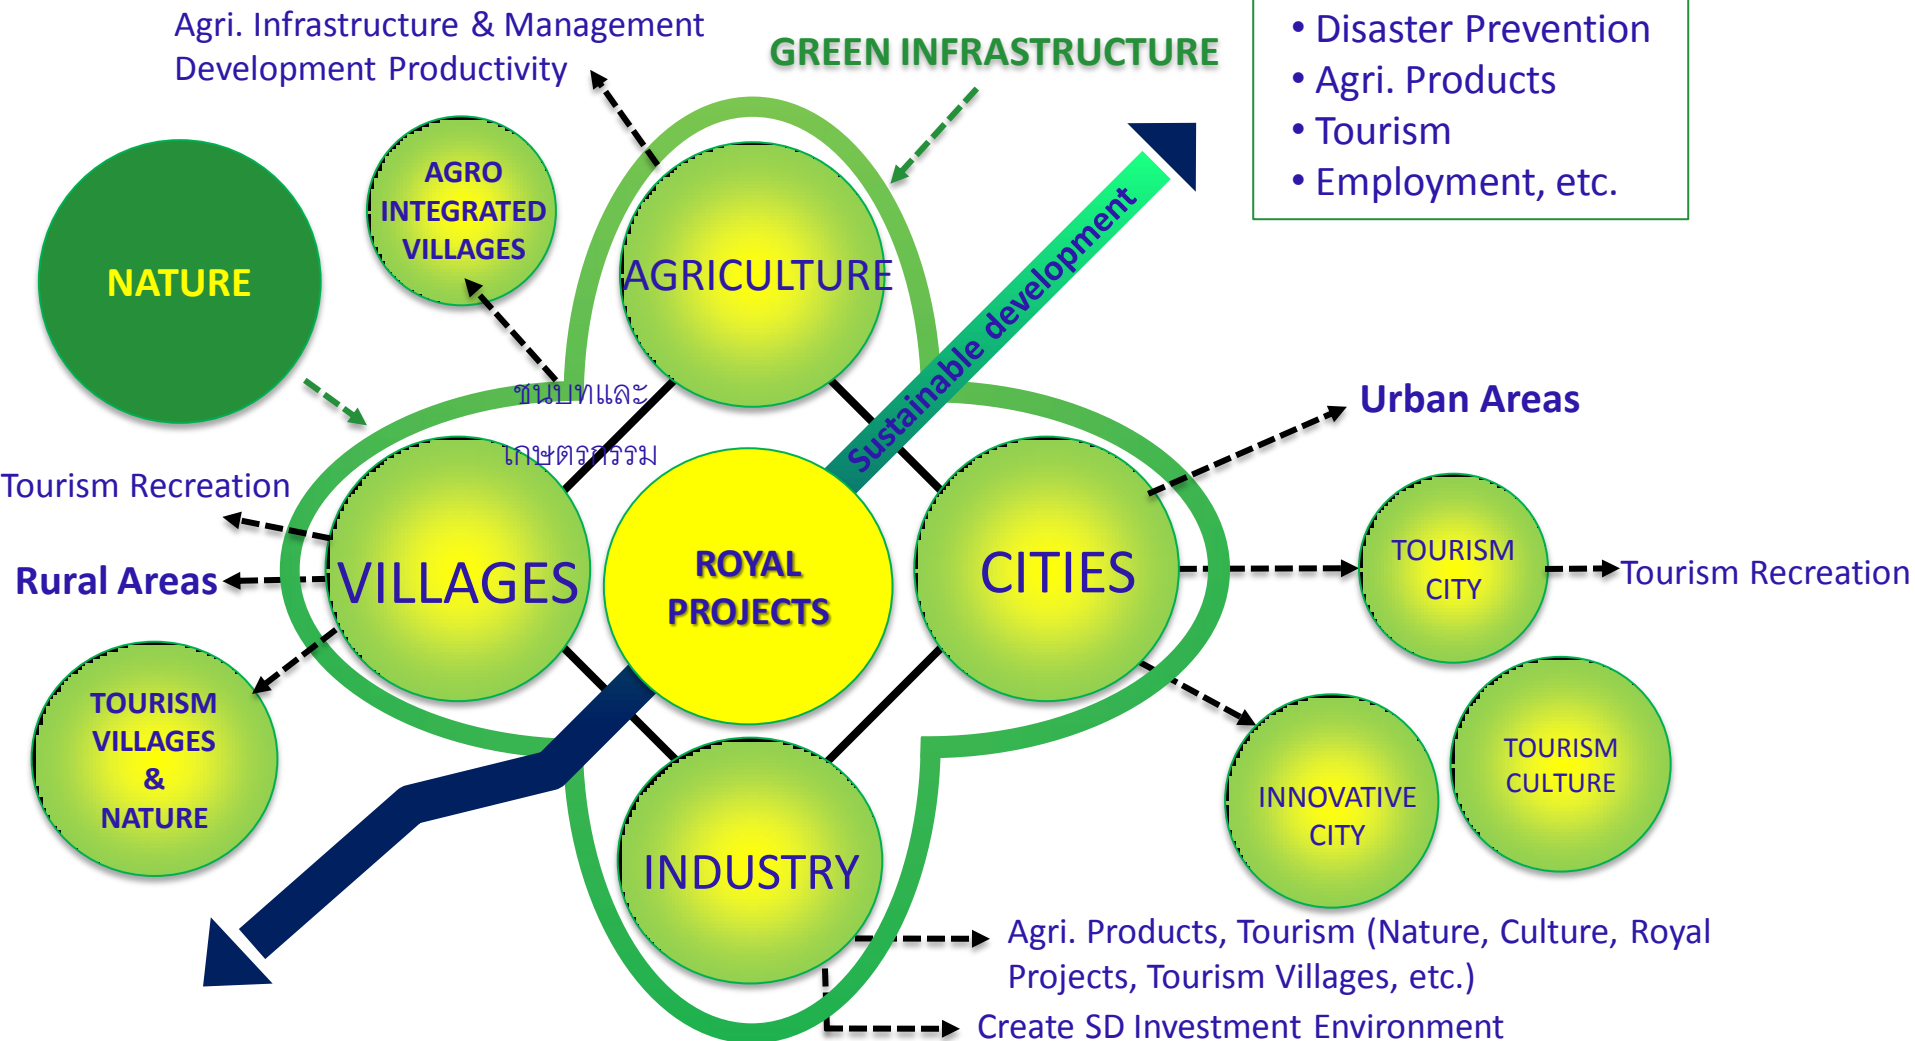 Agri. Infrastructure & Management
Development Productivity
GREEN INFRASTRUCTURE
• Disaster Prevention
• Agri. Products
• Tourism
• Employment, etc.
NATURE
AGRO
INTEGRATED
VILLAGES
AGRICULTURE
Sustainable development
ชนบทและ
เกษตรกรรม
Urban Areas
Tourism Recreation
Rural Areas
VILLAGES
ROYAL
PROJECTS
CITIES
TOURISM
CITY
Tourism Recreation
TOURISM
VILLAGES
&
NATURE
INDUSTRY
INNOVATIVE
CITY
TOURISM
CULTURE
Agri. Products, Tourism (Nature, Culture, Royal
Projects, Tourism Villages, etc.)
Create SD Investment Environment